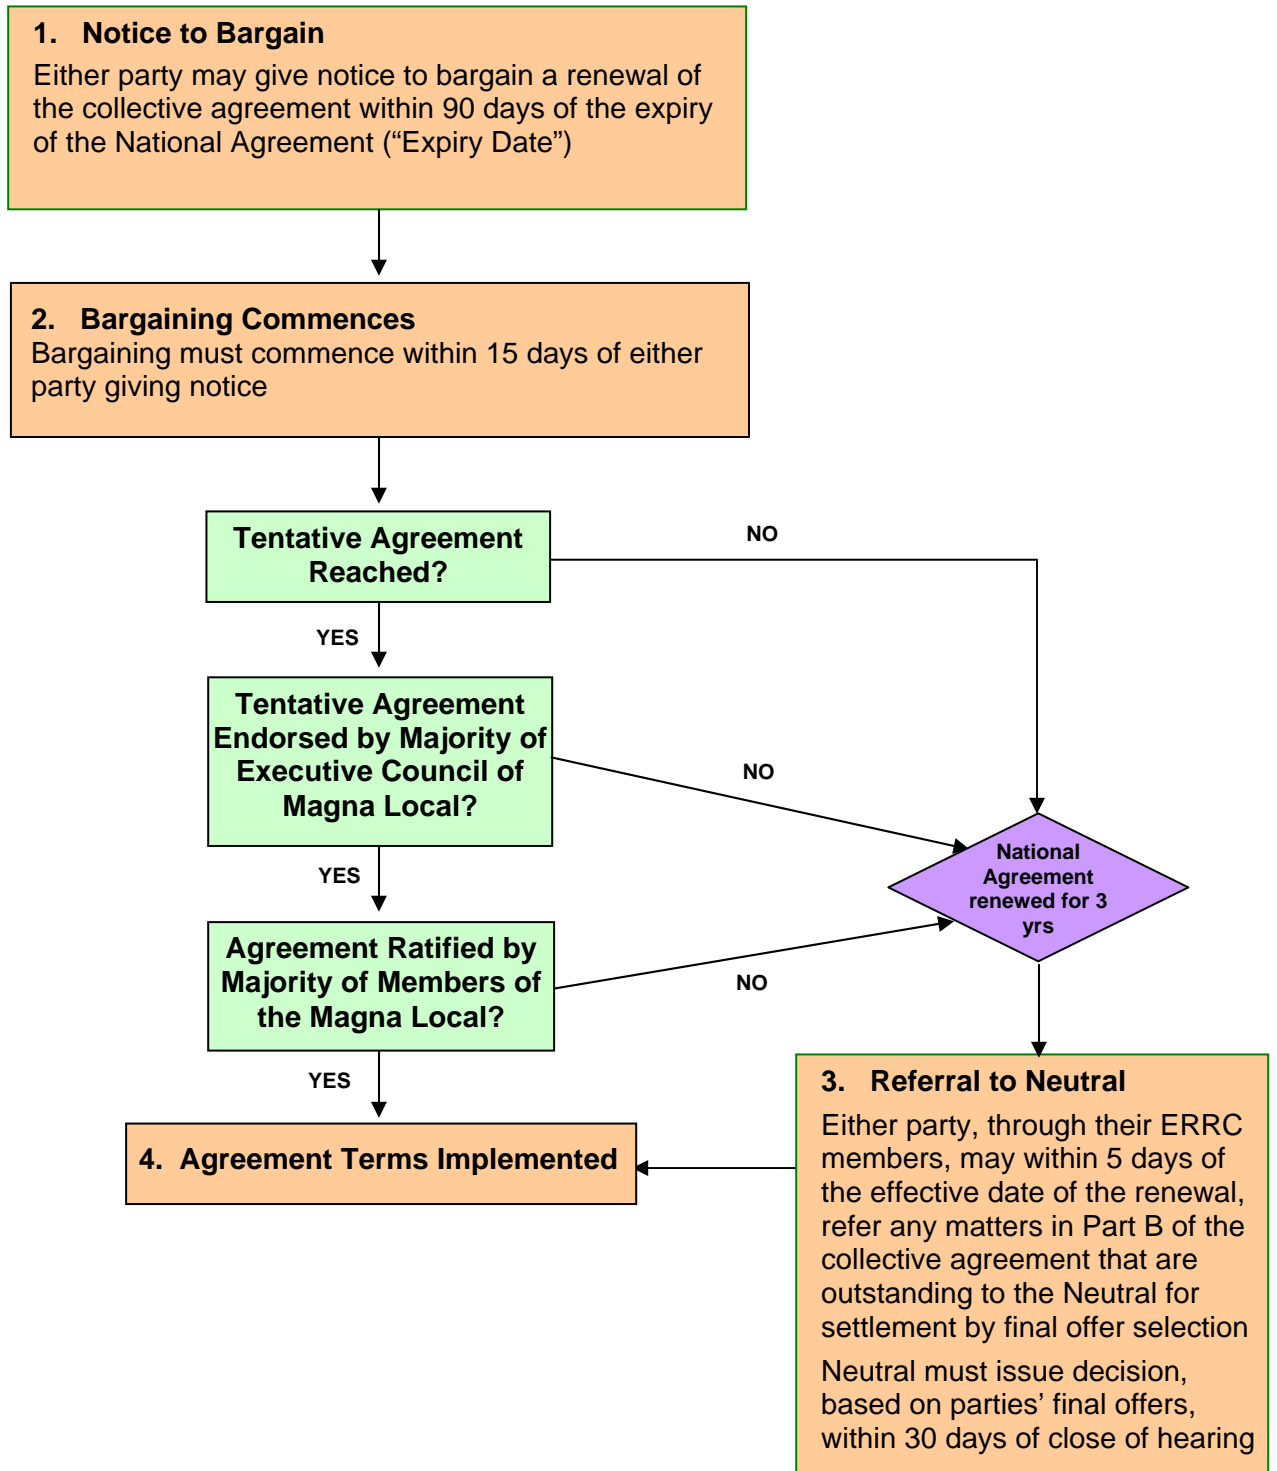 1. Notice to Bargain
Either party may give notice to bargain a renewal of
the collective agreement within 90 days of the expiry
of the National Agreement (“Expiry Date”)
2. Bargaining Commences
Bargaining must commence within 15 days of either
party giving notice
Tentative Agreement
Reached?
NO
YES
Tentative Agreement
Endorsed by Majority of
Executive Council of
Magna Local?
NO
YES
National
Agreement
renewed for 3
yrs
Agreement Ratified by
Majority of Members of
the Magna Local?
NO
YES
4. Agreement Terms Implemented
3. Referral to Neutral
Either party, through their ERRC
members, may within 5 days of
the effective date of the renewal,
refer any matters in Part B of the
collective agreement that are
outstanding to the Neutral for
settlement by final offer selection
Neutral must issue decision,
based on parties’ final offers,
within 30 days of close of hearing